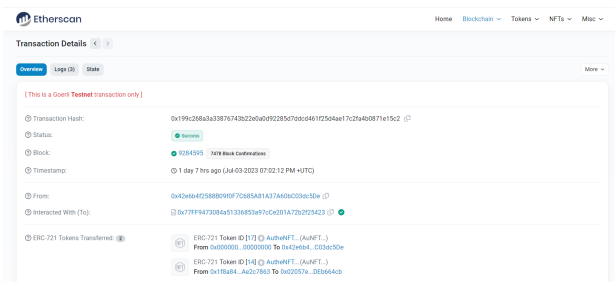 Etherscan
Home Blockchain Tokens NFTs Misc
Transaction Details < >
Overview Logs (3) State More
[ This is a Goerli Testnet transaction only ]
Transaction Hash: 0x199c268a3a33876743b22e0a0d92285d7ddcd461f25d4ae17c2fa4b0871e15c2
Status: Success
Block: 9284595 7478 Block Confirmations
Timestamp: 1 day 7 hrs ago (Jul-03-2023 07:02:12 PM +UTC)
From: 0x42e6b4f2588B09f0F7C685A81A37A60bC03dc5De
Interacted With (To): 0x77FF9473084a51336853a97cCe201A72b2f25423
ERC-721 Tokens Transferred: 2 ERC-721 Token ID [17] AutheNFT... (AuNFT...)
From 0x000000...00000000 To 0x42e6b4...C03dc5De
ERC-721 Token ID [14] AutheNFT... (AuNFT...)
From 0x1f8a84...Ae2c7863 To 0x02057e...DEb664cb